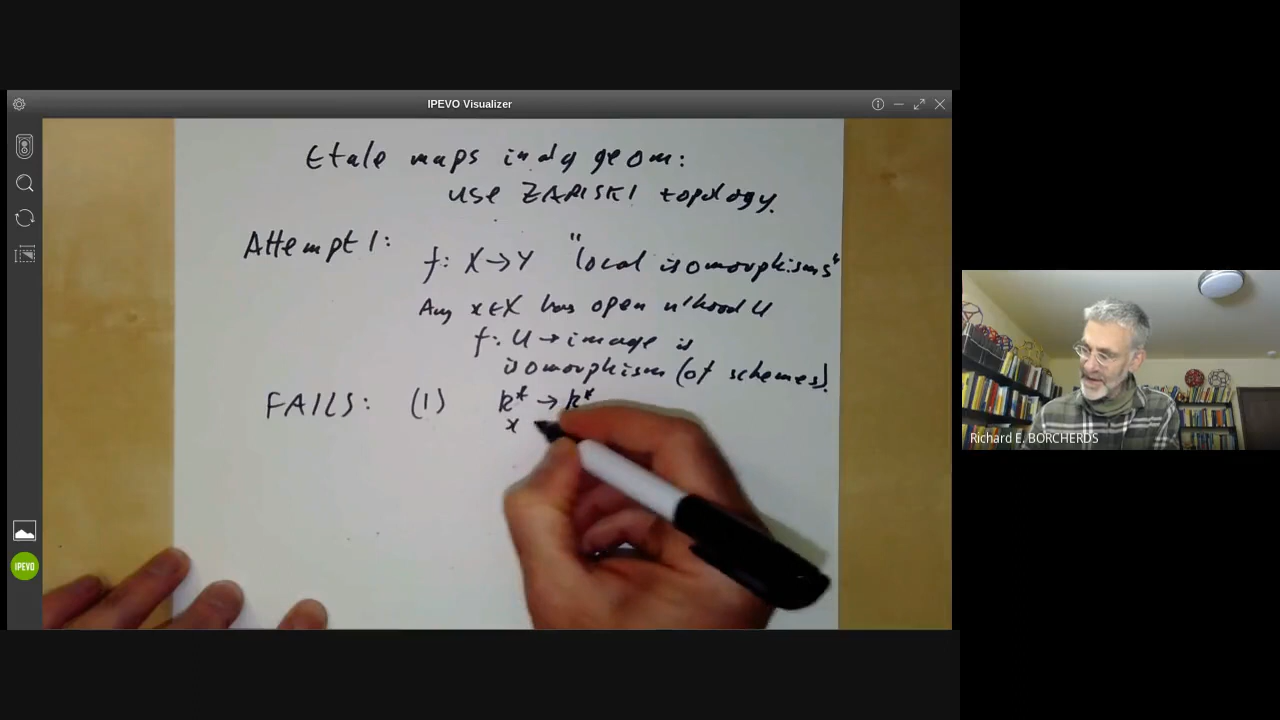 IPEVO Visualizer
Etale maps in alg geom:
use ZARISKI topology.
Attempt 1: f: X→Y "local isomorphisms"
Any x∈X has open n'hood U
f: U → image is
isomorphism (of schemes).
FAILS: (1) k* → k*
x
IPEVO
Richard E. BORCHERDS